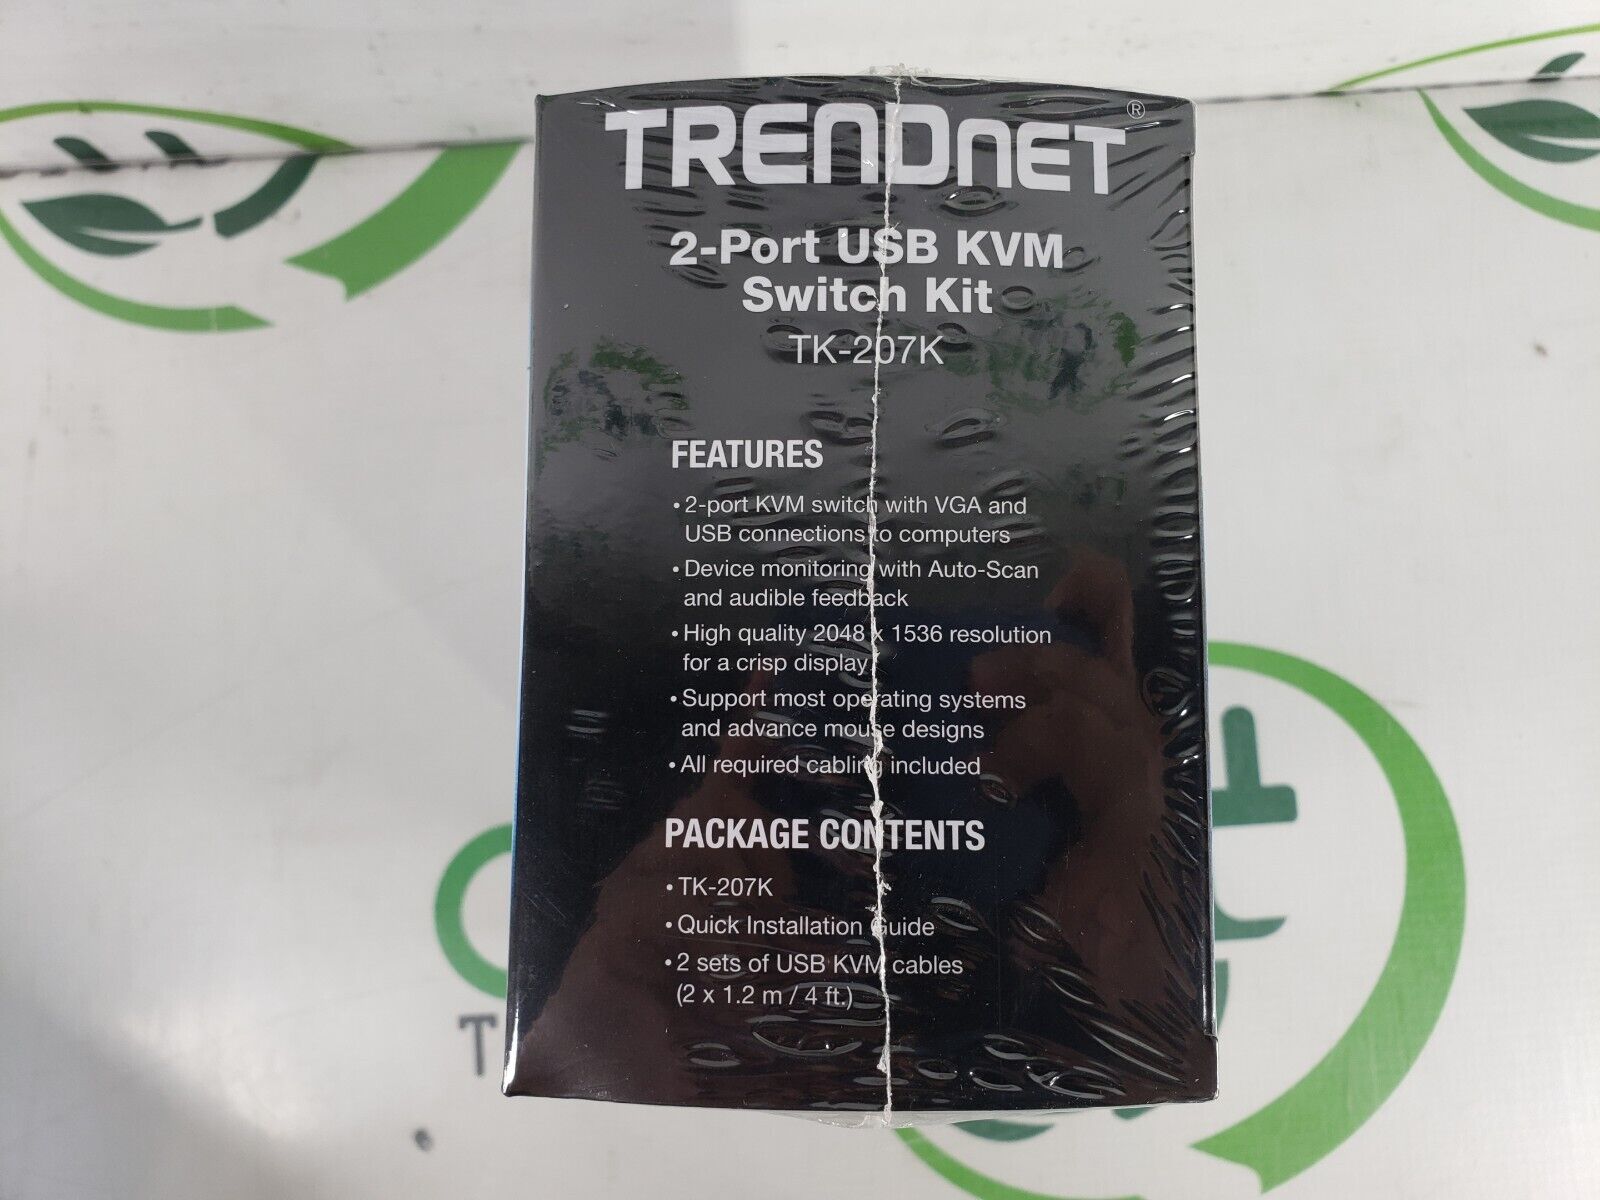 TRENDNET®
2-Port USB KVM
Switch Kit
TK-207K
FEATURES
• 2-port KVM switch with VGA and
USB connections to computers
• Device monitoring with Auto-Scan
and audible feedback
• High quality 2048 x 1536 resolution
for a crisp display
• Support most operating systems
and advance mouse designs
• All required cabling included
PACKAGE CONTENTS
• TK-207K
• Quick Installation Guide
• 2 sets of USB KVM cables
(2 x 1.2 m / 4 ft.)
T